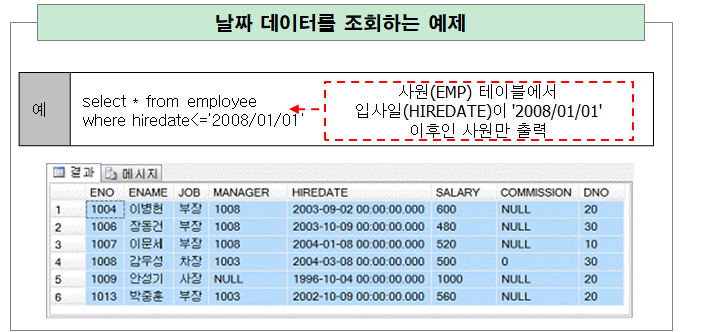 날짜 데이터를 조회하는 예제
예
select * from employee
where hiredate<='2008/01/01'
사원(EMP) 테이블에서
입사일(HIREDATE)이 '2008/01/01'
이후인 사원만 출력
결과 메시지
ENO ENAME JOB MANAGER HIREDATE SALARY COMMISSION DNO
1 1004 이병헌 부장 1008 2003-09-02 00:00:00.000 600 NULL 20
2 1006 장동건 부장 1008 2003-10-09 00:00:00.000 480 NULL 30
3 1007 이문세 부장 1008 2004-01-08 00:00:00.000 520 NULL 10
4 1008 감우성 차장 1003 2004-03-08 00:00:00.000 500 0 30
5 1009 안성기 사장 NULL 1996-10-04 00:00:00.000 1000 NULL 20
6 1013 박중훈 부장 1003 2002-10-09 00:00:00.000 560 NULL 20